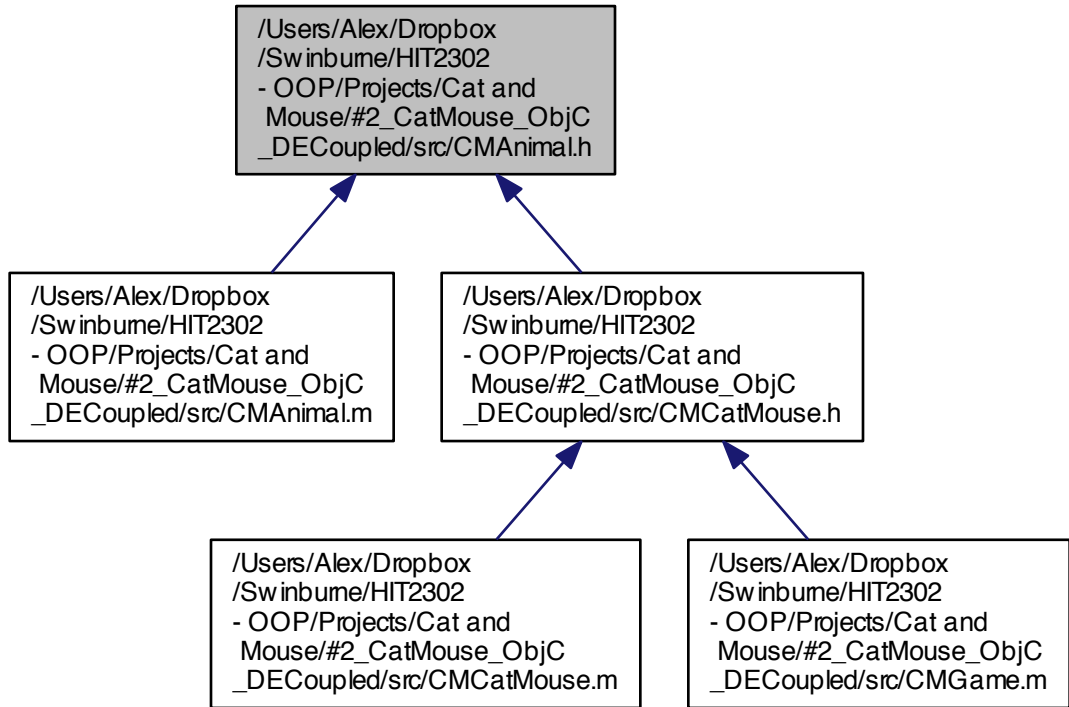 /Users/Alex/Dropbox
/Swinburne/HIT2302
- OOP/Projects/Cat and
Mouse/#2_CatMouse_ObjC
_DECoupled/src/CMAnimal.h
/Users/Alex/Dropbox
/Swinburne/HIT2302
- OOP/Projects/Cat and
Mouse/#2_CatMouse_ObjC
_DECoupled/src/CMAnimal.m
/Users/Alex/Dropbox
/Swinburne/HIT2302
- OOP/Projects/Cat and
Mouse/#2_CatMouse_ObjC
_DECoupled/src/CMCatMouse.h
/Users/Alex/Dropbox
/Swinburne/HIT2302
- OOP/Projects/Cat and
Mouse/#2_CatMouse_ObjC
_DECoupled/src/CMCatMouse.m
/Users/Alex/Dropbox
/Swinburne/HIT2302
- OOP/Projects/Cat and
Mouse/#2_CatMouse_ObjC
_DECoupled/src/CMGame.m